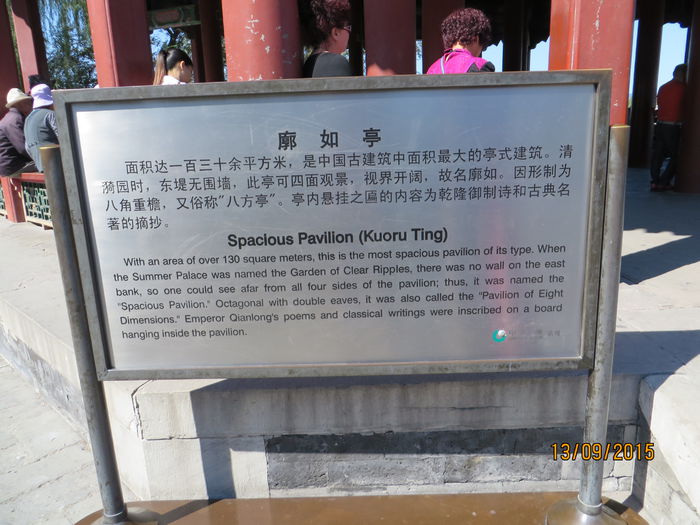 廓如亭
面积达一百三十余平方米，是中国古建筑中面积最大的亭式建筑。清
漪园时，东堤无围墙，此亭可四面观景，视界开阔，故名廓如。因形制为
八角重檐，又俗称"八方亭"。亭内悬挂之匾的内容为乾隆御制诗和古典名
著的摘抄。
Spacious Pavilion (Kuoru Ting)
With an area of over 130 square meters, this is the most spacious pavilion of its type. When
the Summer Palace was named the Garden of Clear Ripples, there was no wall on the east
bank, so one could see afar from all four sides of the pavilion; thus, it was named the
"Spacious Pavilion." Octagonal with double eaves, it was also called the "Pavilion of Eight
Dimensions." Emperor Qianlong's poems and classical writings were inscribed on a board
hanging inside the pavilion.
13/09/2015